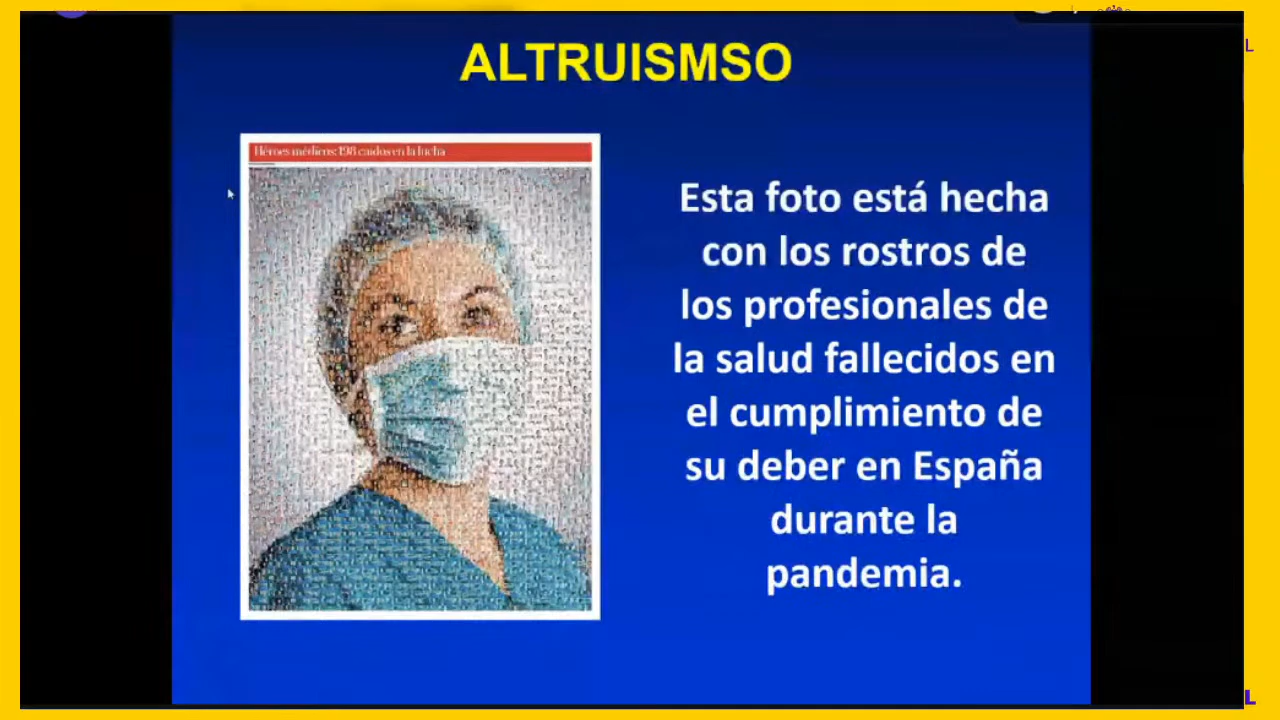 ALTRUISMSO
Héroes médicos: 198 caídos en la lucha
Esta foto está hecha
con los rostros de
los profesionales de
la salud fallecidos en
el cumplimiento de
su deber en España
durante la
pandemia.
L
L